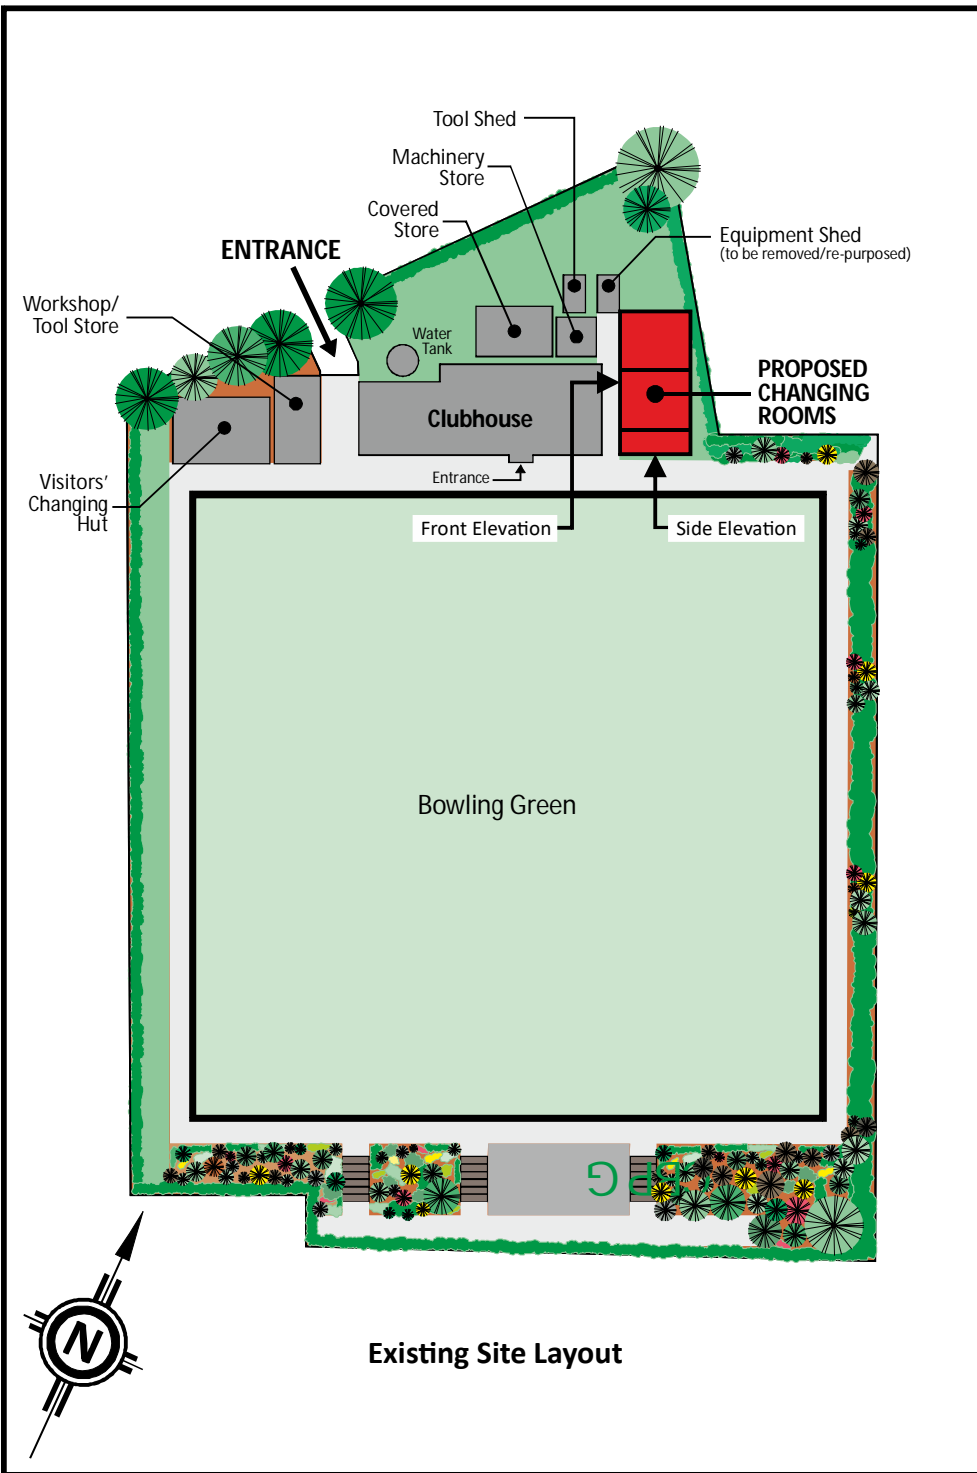 Tool Shed
Machinery
Store
Covered
Store
ENTRANCE
Equipment Shed
(to be removed/re-purposed)
Workshop/
Tool Store
Water
Tank
PROPOSED
CHANGING
ROOMS
Clubhouse
Visitors'
Changing
Hut
Entrance
Front Elevation
Side Elevation
Bowling Green
N
Existing Site Layout